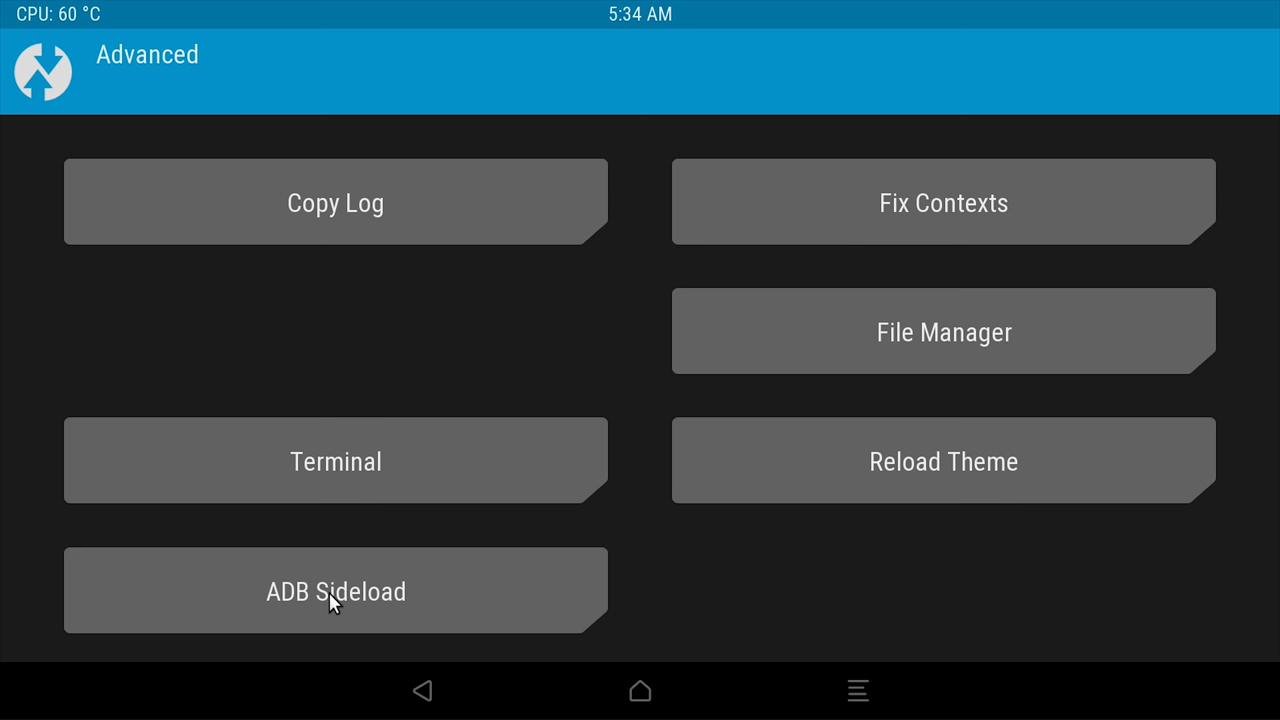 CPU: 60 °C
5:34 AM
Advanced
Copy Log
Fix Contexts
File Manager
Terminal
Reload Theme
ADB Sideload